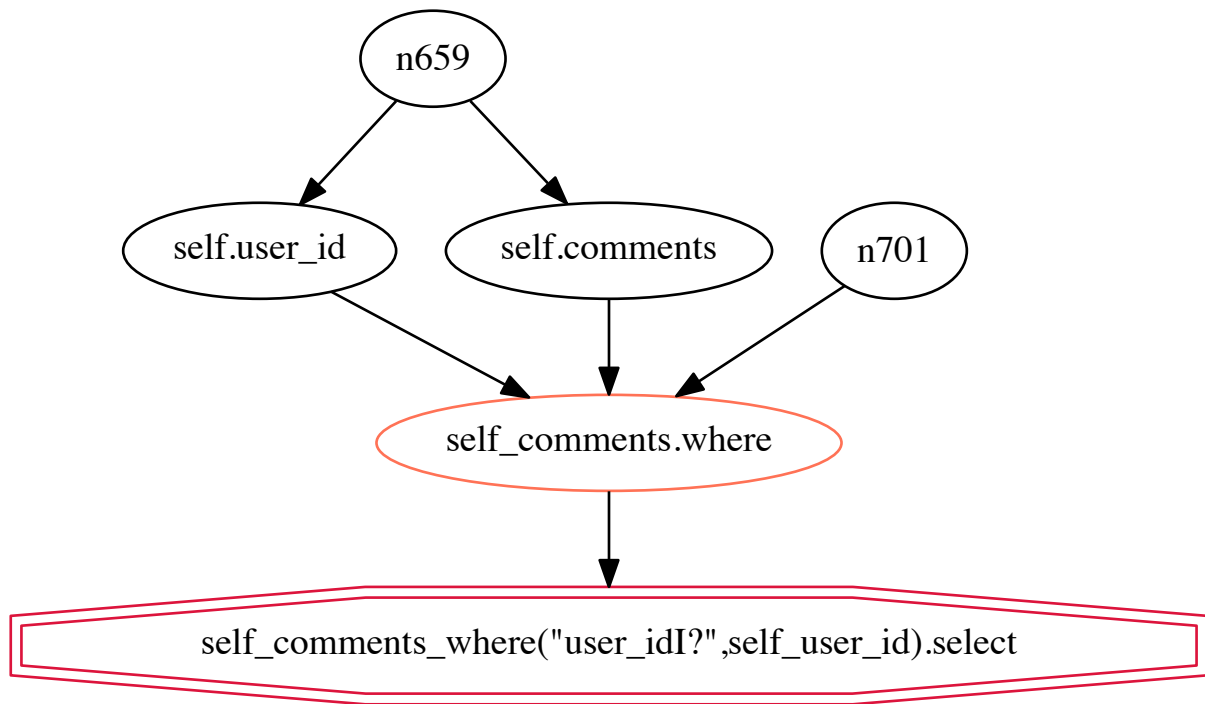 n659
self.user_id
self.comments
n701
self_comments.where
self_comments_where("user_idI?",self_user_id).select